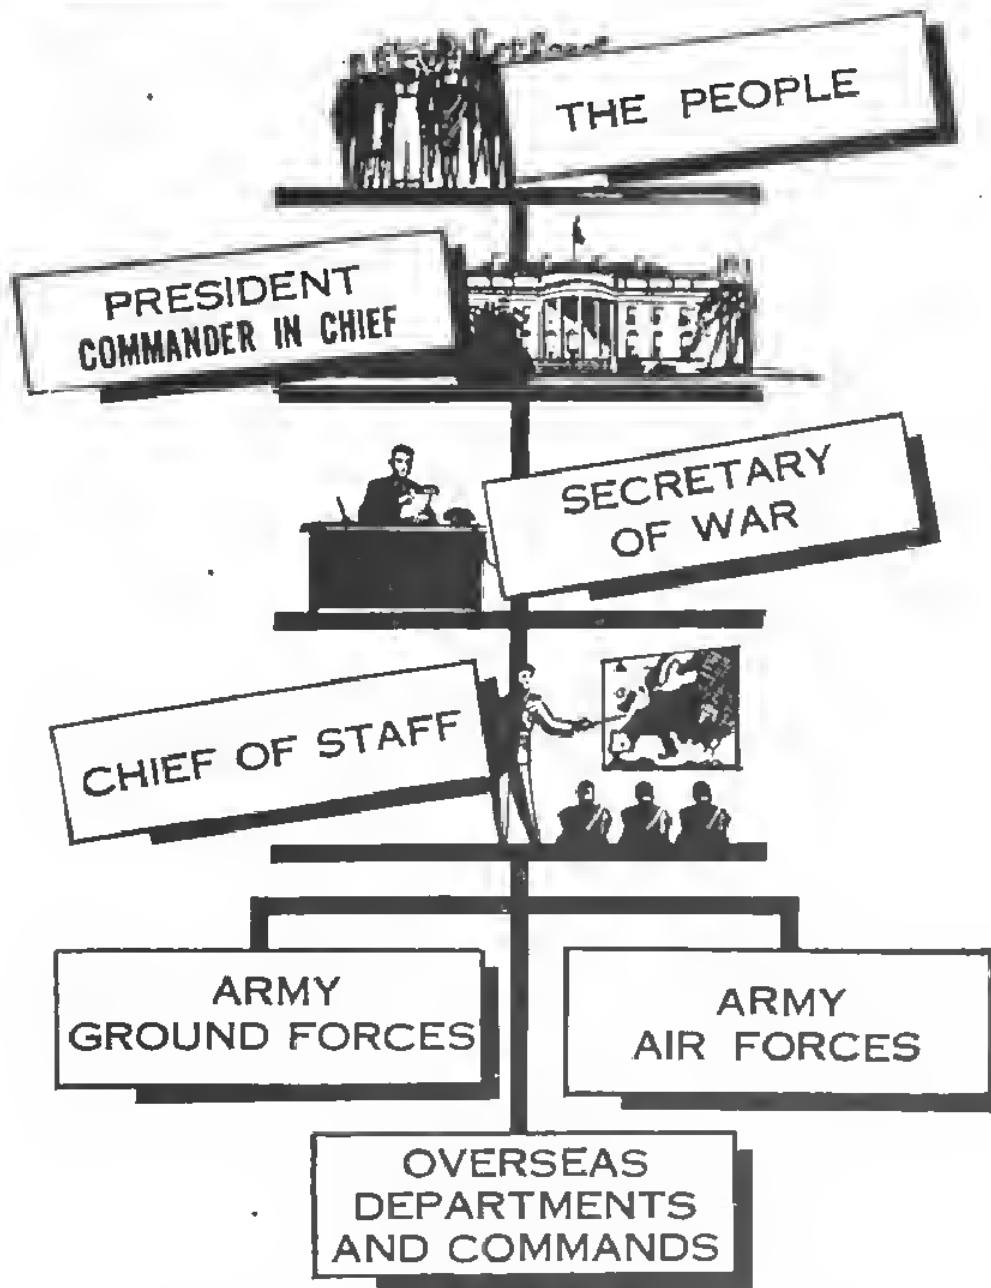 THE PEOPLE
PRESIDENT
COMMANDER IN CHIEF
SECRETARY
OF WAR
CHIEF OF STAFF
ARMY
GROUND FORCES
ARMY
AIR FORCES
OVERSEAS
DEPARTMENTS
AND COMMANDS